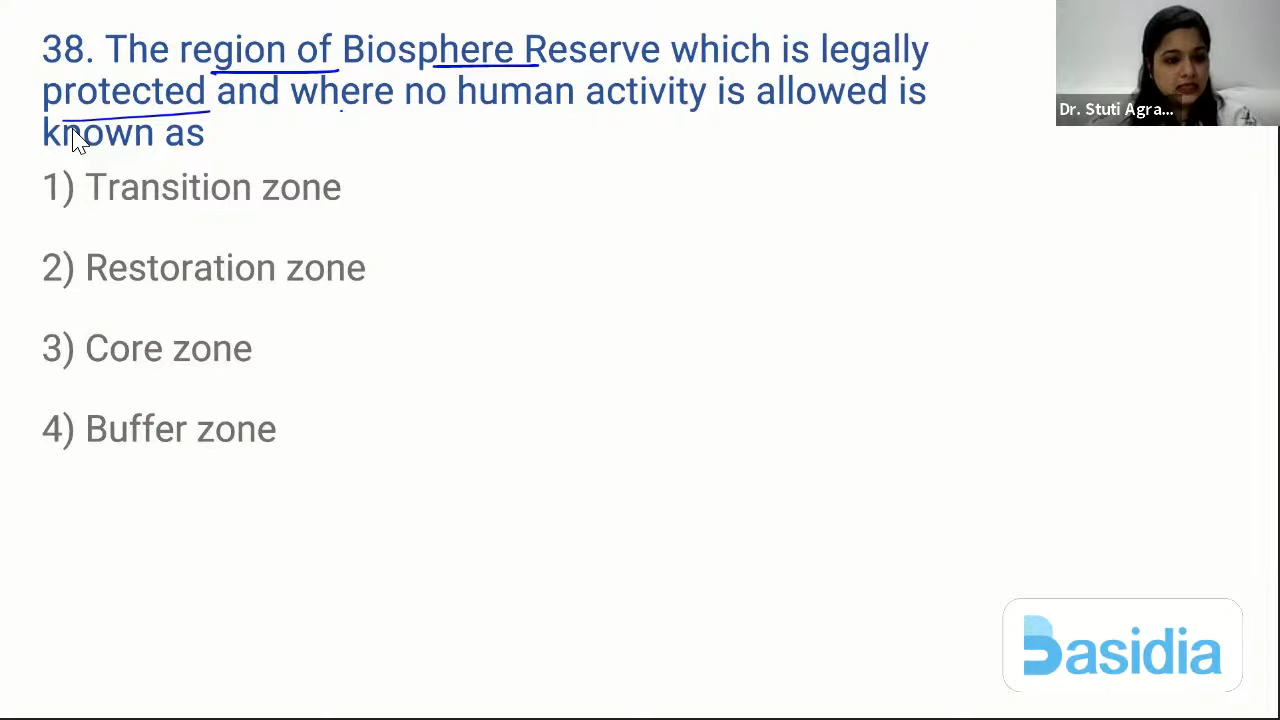 38. The region of Biosphere Reserve which is legally
protected and where no human activity is allowed is
known as
1) Transition zone
2) Restoration zone
3) Core zone
4) Buffer zone
Dr. Stuti Agra...
Basidia